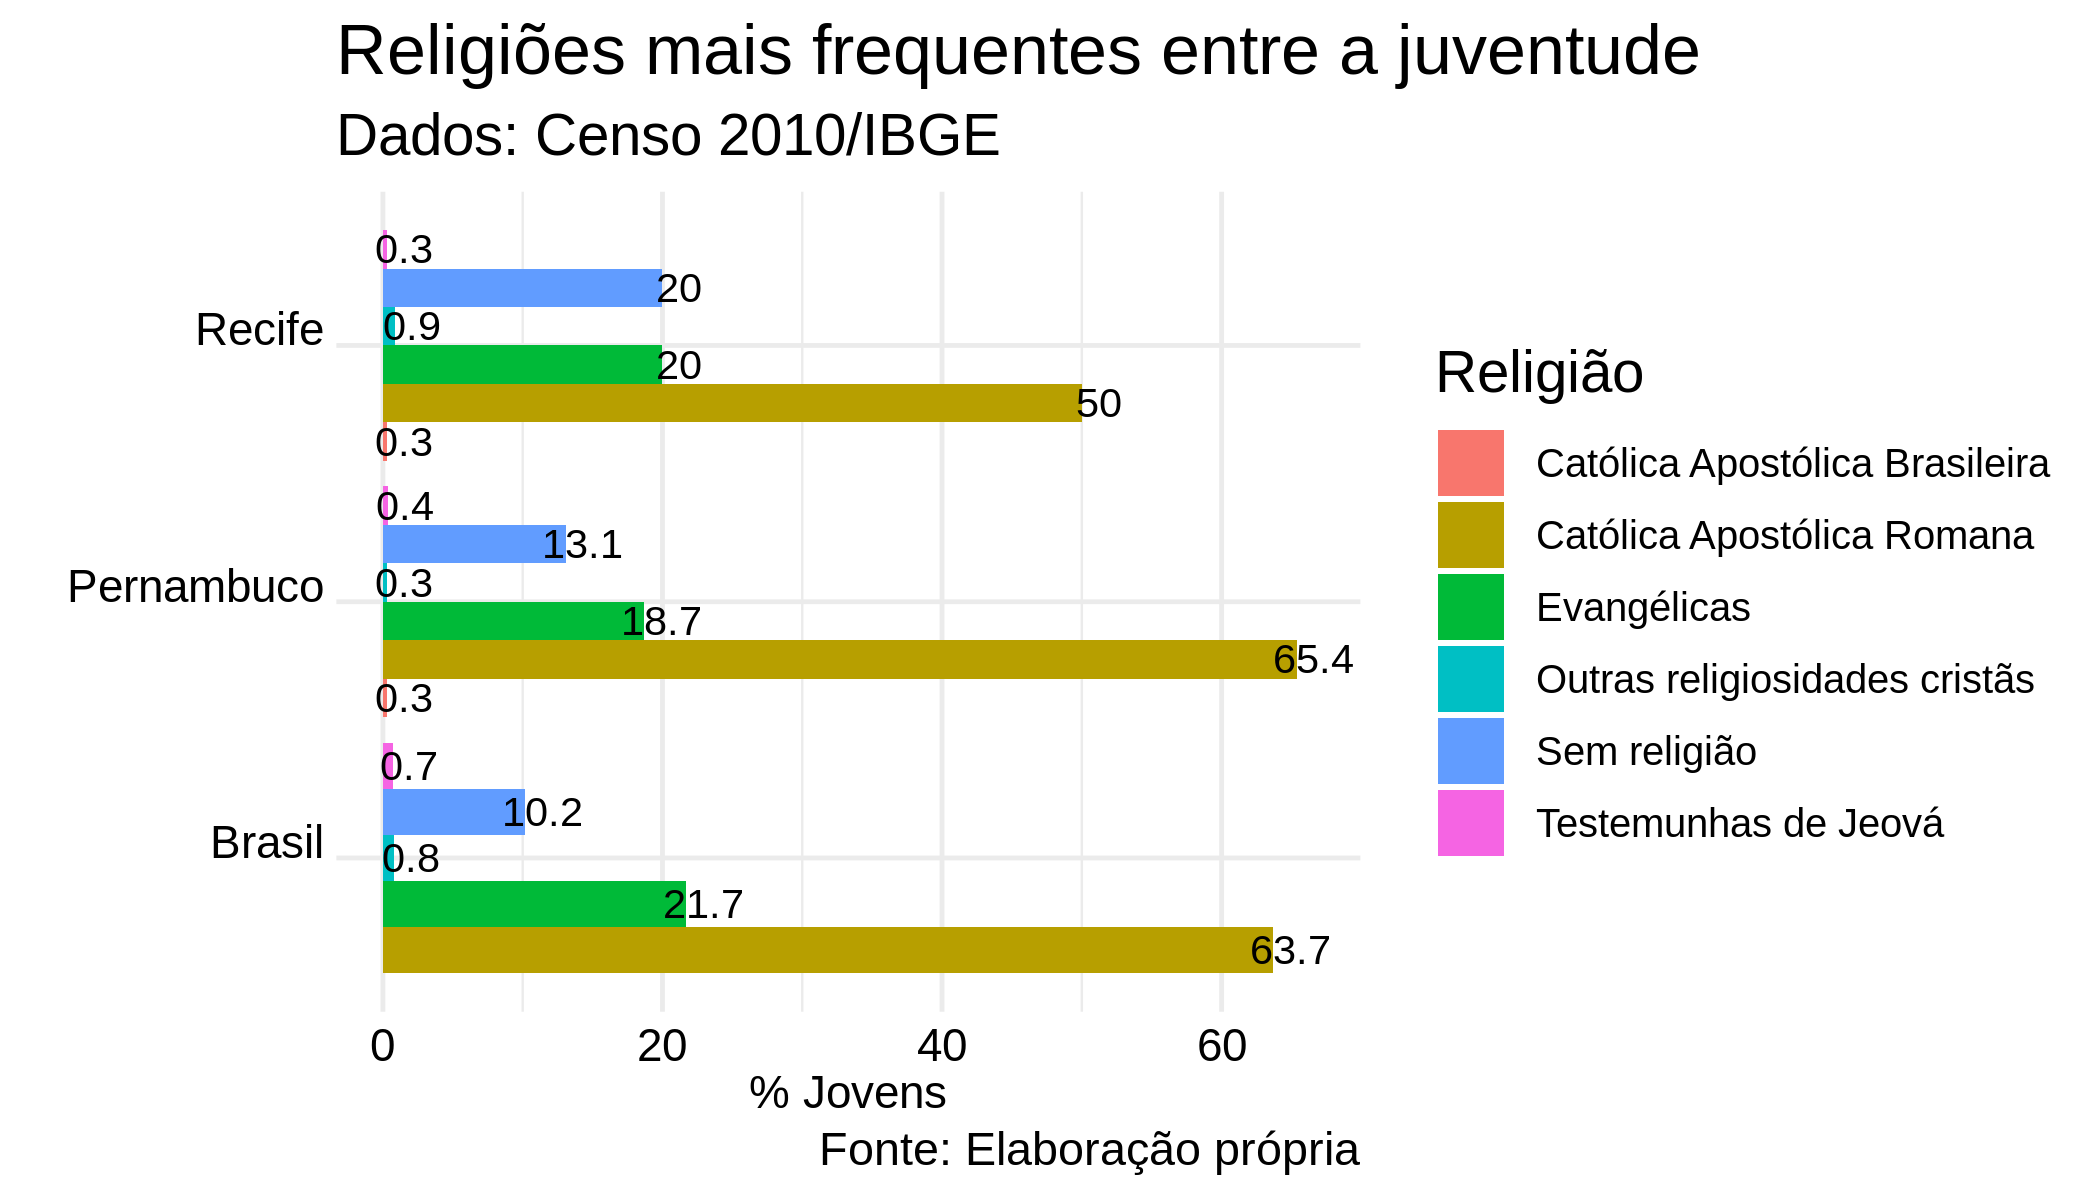 Religiões mais frequentes entre a juventude
Dados: Censo 2010/IBGE
Recife
0.3
20
0.9
20
50
0.3
Pernambuco
0.4
13.1
0.3
18.7
65.4
0.3
Brasil
0.7
10.2
0.8
21.7
63.7
0 20 40 60
% Jovens
Fonte: Elaboração própria
Religião
Católica Apostólica Brasileira
Católica Apostólica Romana
Evangélicas
Outras religiosidades cristãs
Sem religião
Testemunhas de Jeová